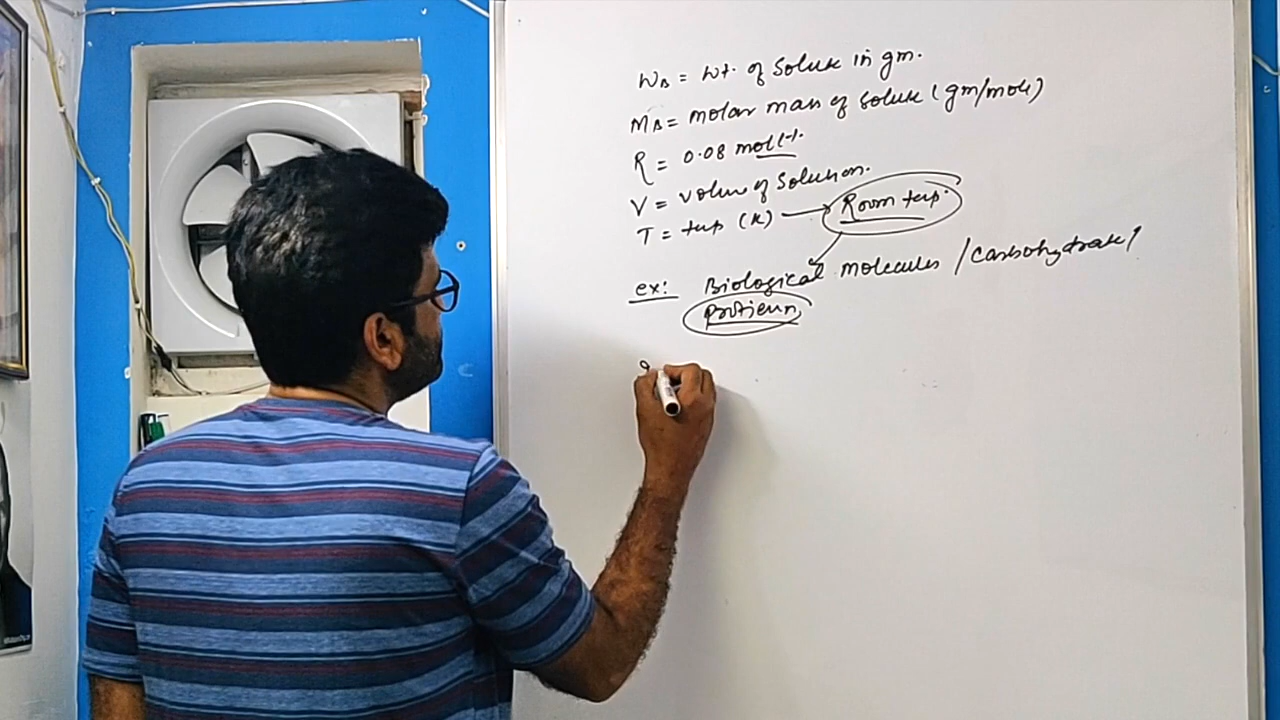 WB = wt. of Solute in gm.
MB = molar mass of solute (gm/mole)
R = 0.08 mol L-1.
V = volume of Solution.
T = temp (K) → Room temp.
ex: Biological molecules / Carbohydrate /
Protien